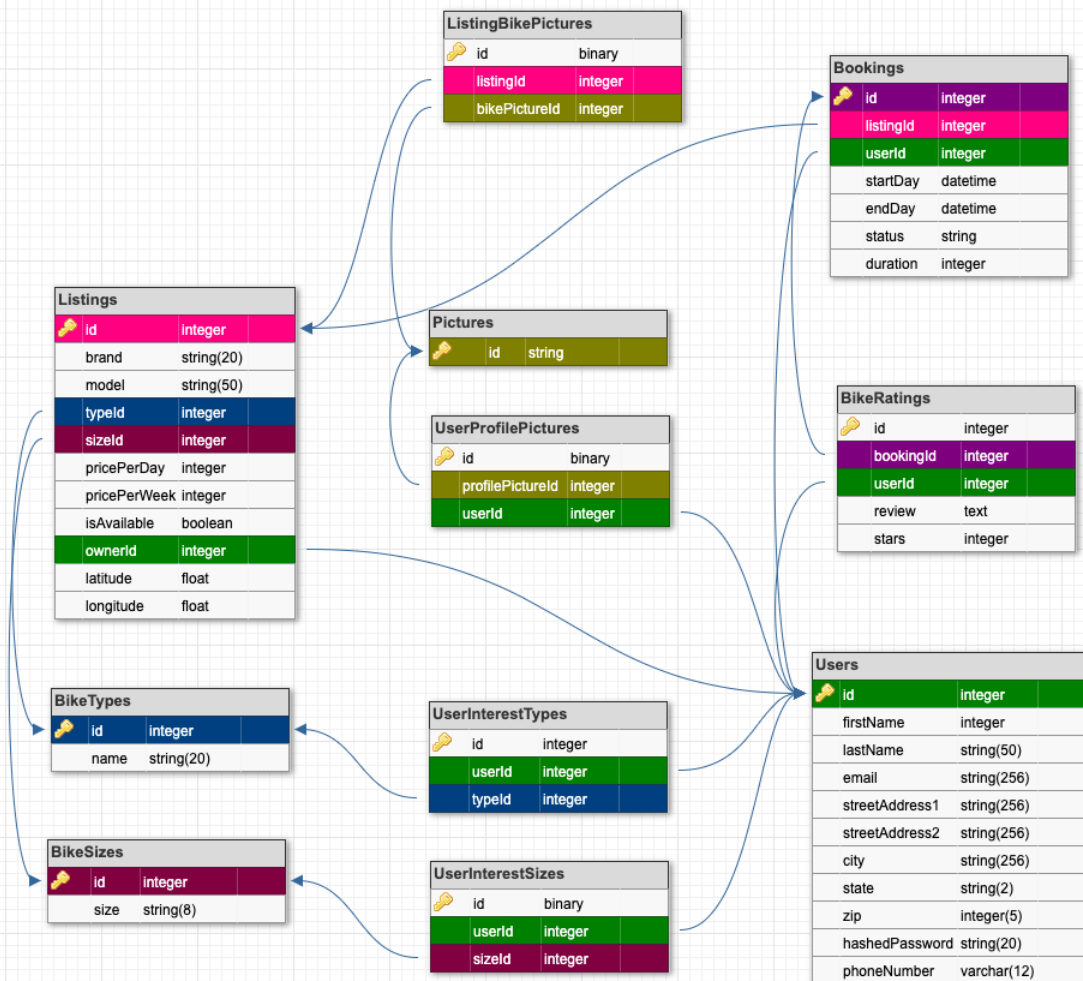 ListingBikePictures
id binary
listingId integer
bikePictureId integer
Bookings
id integer
listingId integer
userId integer
startDay datetime
endDay datetime
status string
duration integer
Listings
id integer
brand string(20)
model string(50)
typeId integer
sizeId integer
pricePerDay integer
pricePerWeek integer
isAvailable boolean
ownerId integer
latitude float
longitude float
Pictures
id string
UserProfilePictures
id binary
profilePictureId integer
userId integer
BikeRatings
id integer
bookingId integer
userId integer
review text
stars integer
BikeTypes
id integer
name string(20)
UserInterestTypes
id integer
userId integer
typeId integer
BikeSizes
id integer
size string(8)
UserInterestSizes
id binary
userId integer
sizeId integer
Users
id integer
firstName integer
lastName string(50)
email string(256)
streetAddress1 string(256)
streetAddress2 string(256)
city string(256)
state string(2)
zip integer(5)
hashedPassword string(20)
phoneNumber varchar(12)